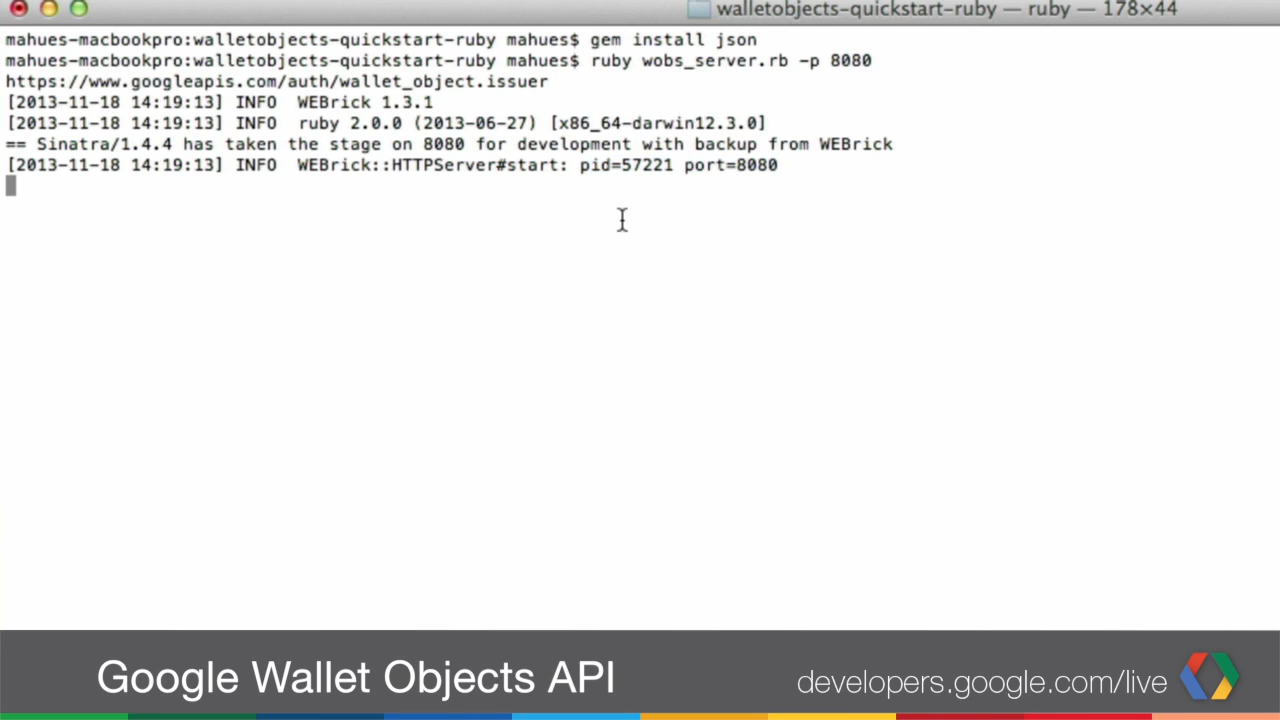 walletobjects-quickstart-ruby — ruby — 178×44
mahues-macbookpro:walletobjects-quickstart-ruby mahues$ gem install json
mahues-macbookpro:walletobjects-quickstart-ruby mahues$ ruby wobs_server.rb -p 8080
https://www.googleapis.com/auth/wallet_object.issuer
[2013-11-18 14:19:13] INFO  WEBrick 1.3.1
[2013-11-18 14:19:13] INFO  ruby 2.0.0 (2013-06-27) [x86_64-darwin12.3.0]
== Sinatra/1.4.4 has taken the stage on 8080 for development with backup from WEBrick
[2013-11-18 14:19:13] INFO  WEBrick::HTTPServer#start: pid=57221 port=8080
Google Wallet Objects API
developers.google.com/live